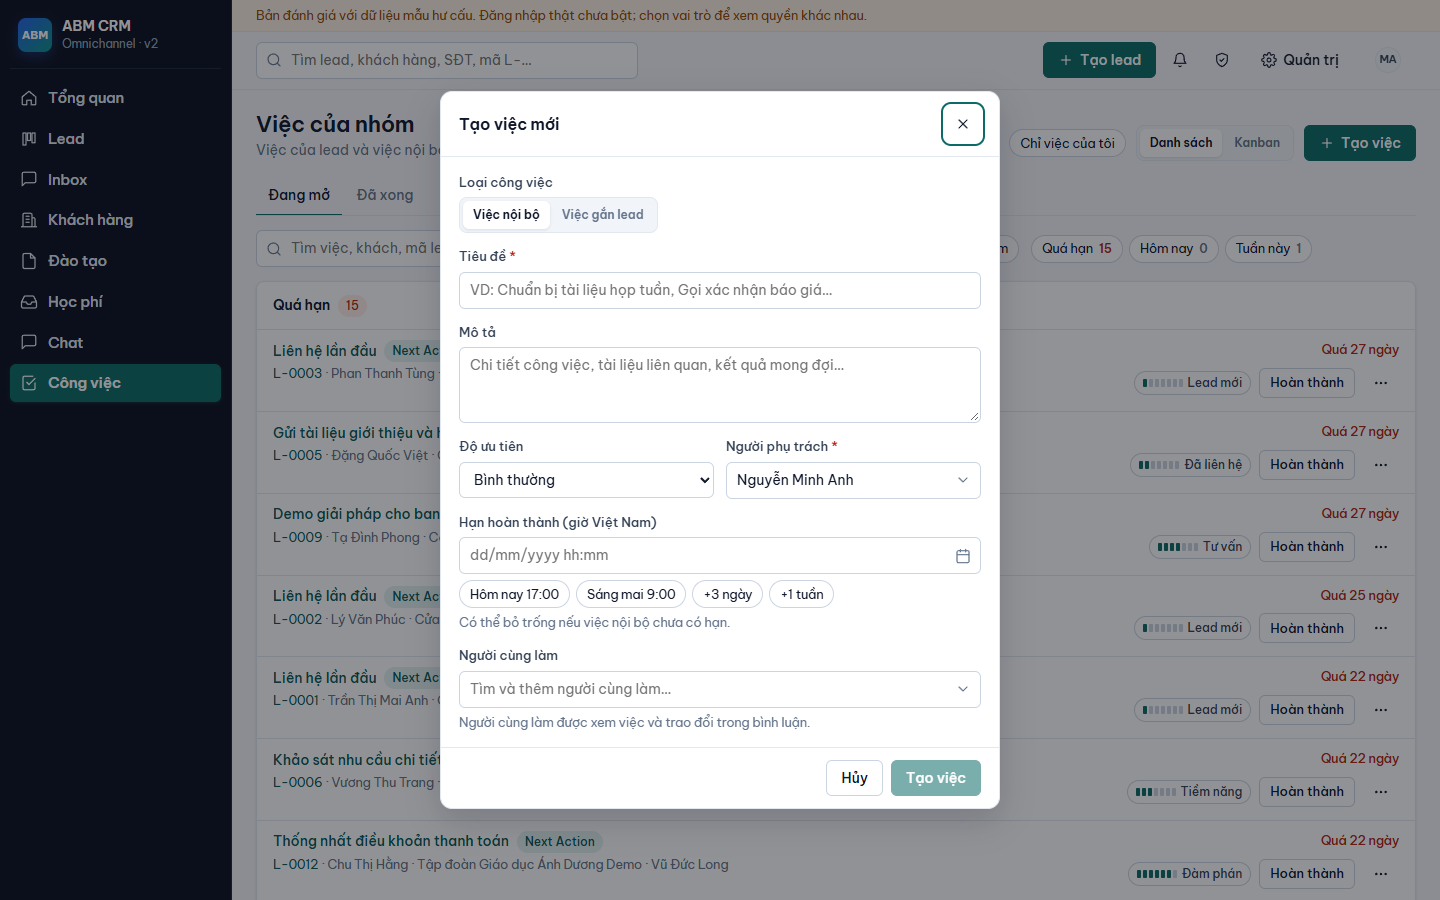 ABM
ABM CRM
Omnichannel · v2
Tổng quan
Lead
Inbox
Khách hàng
Đào tạo
Học phí
Chat
Công việc
Bản đánh giá với dữ liệu mẫu hư cấu. Đăng nhập thật chưa bật; chọn vai trò để xem quyền khác nhau.
Tìm lead, khách hàng, SĐT, mã L-...
Tạo lead
Quản trị
MA
Việc của nhóm
Việc của lead và việc nội
Chỉ việc của tôi
Danh sách
Kanban
Tạo việc
Đang mở
Đã xong
Tìm việc, khách, mã
Quá hạn 15
Hôm nay 0
Tuần này 1
Quá hạn 15
Liên hệ lần đầu Next
L-0003 · Phan Thanh Tùng ·
Quá 27 ngày
Lead mới
Hoàn thành
Gửi tài liệu giới thiệu và
L-0005 · Đặng Quốc Việt ·
Quá 27 ngày
Đã liên hệ
Hoàn thành
Demo giải pháp cho ban
L-0009 · Tạ Đình Phong ·
Quá 27 ngày
Tư vấn
Hoàn thành
Liên hệ lần đầu Next
L-0002 · Lý Văn Phúc · Cửa
Quá 25 ngày
Lead mới
Hoàn thành
Liên hệ lần đầu Next
L-0001 · Trần Thị Mai Anh ·
Quá 22 ngày
Lead mới
Hoàn thành
Khảo sát nhu cầu chi tiết
L-0006 · Vương Thu Trang ·
Quá 22 ngày
Tiềm năng
Hoàn thành
Thống nhất điều khoản thanh toán Next Action
L-0012 · Chu Thị Hằng · Tập đoàn Giáo dục Ánh Dương Demo · Vũ Đức Long
Quá 22 ngày
Đàm phán
Hoàn thành
Tạo việc mới
Loại công việc
Việc nội bộ
Việc gắn lead
Tiêu đề *
VD: Chuẩn bị tài liệu họp tuần, Gọi xác nhận báo giá...
Mô tả
Chi tiết công việc, tài liệu liên quan, kết quả mong đợi...
Độ ưu tiên
Người phụ trách *
Bình thường
Nguyễn Minh Anh
Hạn hoàn thành (giờ Việt Nam)
dd/mm/yyyy hh:mm
Hôm nay 17:00
Sáng mai 9:00
+3 ngày
+1 tuần
Có thể bỏ trống nếu việc nội bộ chưa có hạn.
Người cùng làm
Tìm và thêm người cùng làm...
Người cùng làm được xem việc và trao đổi trong bình luận.
Hủy
Tạo việc